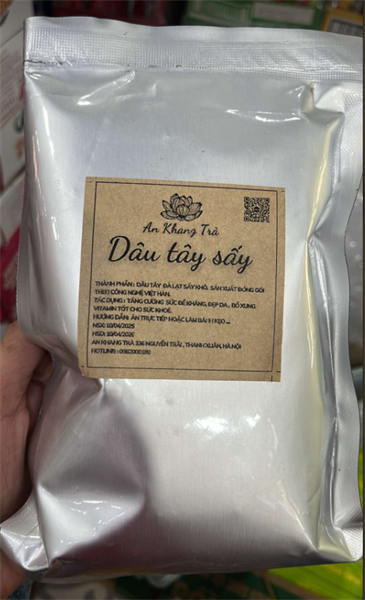 An Khang Trà
Dâu tây sấy
THÀNH PHẦN : DÂU TÂY ĐÀ LẠT SẤY KHÔ. SẢN XUẤT ĐÓNG GÓI
THEO CÔNG NGHỆ VIỆT HÀN.
TÁC DỤNG : TĂNG CƯỜNG SỨC ĐỀ KHÁNG, ĐẸP DA, BỔ XUNG
VITAMIN TỐT CHO SỨC KHOẺ.
HƯỚNG DẪN: ĂN TRỰC TIẾP HOẶC LÀM BÁNH KẸO ...
NSX: 10/04/2025
HSD: 10/04/2026
AN KHANG TRÀ 336 NGUYỄN TRÃI, THANH XUÂN, HÀ NỘI
HOTLINE :